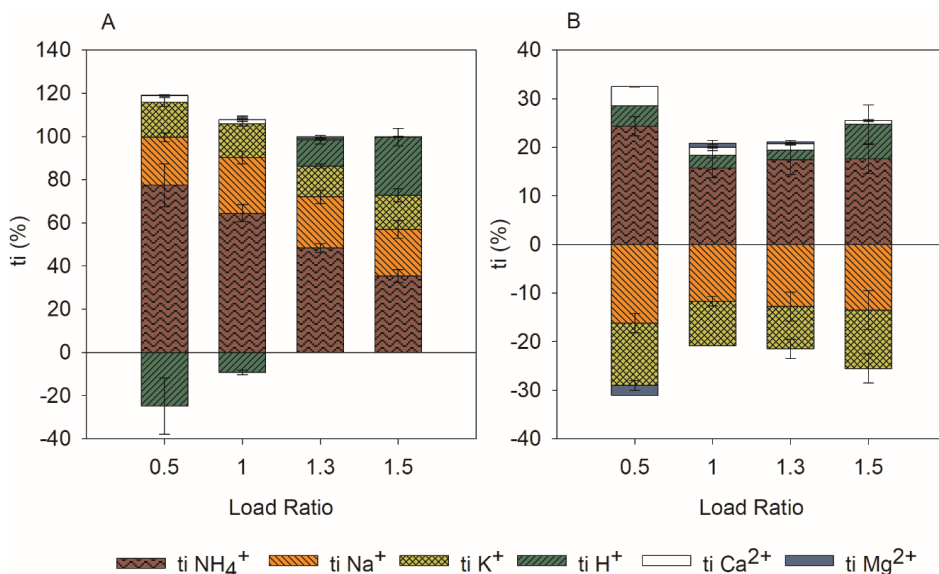 A
B
ti (%)
140
120
100
80
60
40
20
0
-20
-40
0.5 1 1.3 1.5
Load Ratio
ti (%)
40
30
20
10
0
-10
-20
-30
-40
0.5 1 1.3 1.5
Load Ratio
ti NH₄⁺ ti Na⁺ ti K⁺ ti H⁺ ti Ca²⁺ ti Mg²⁺